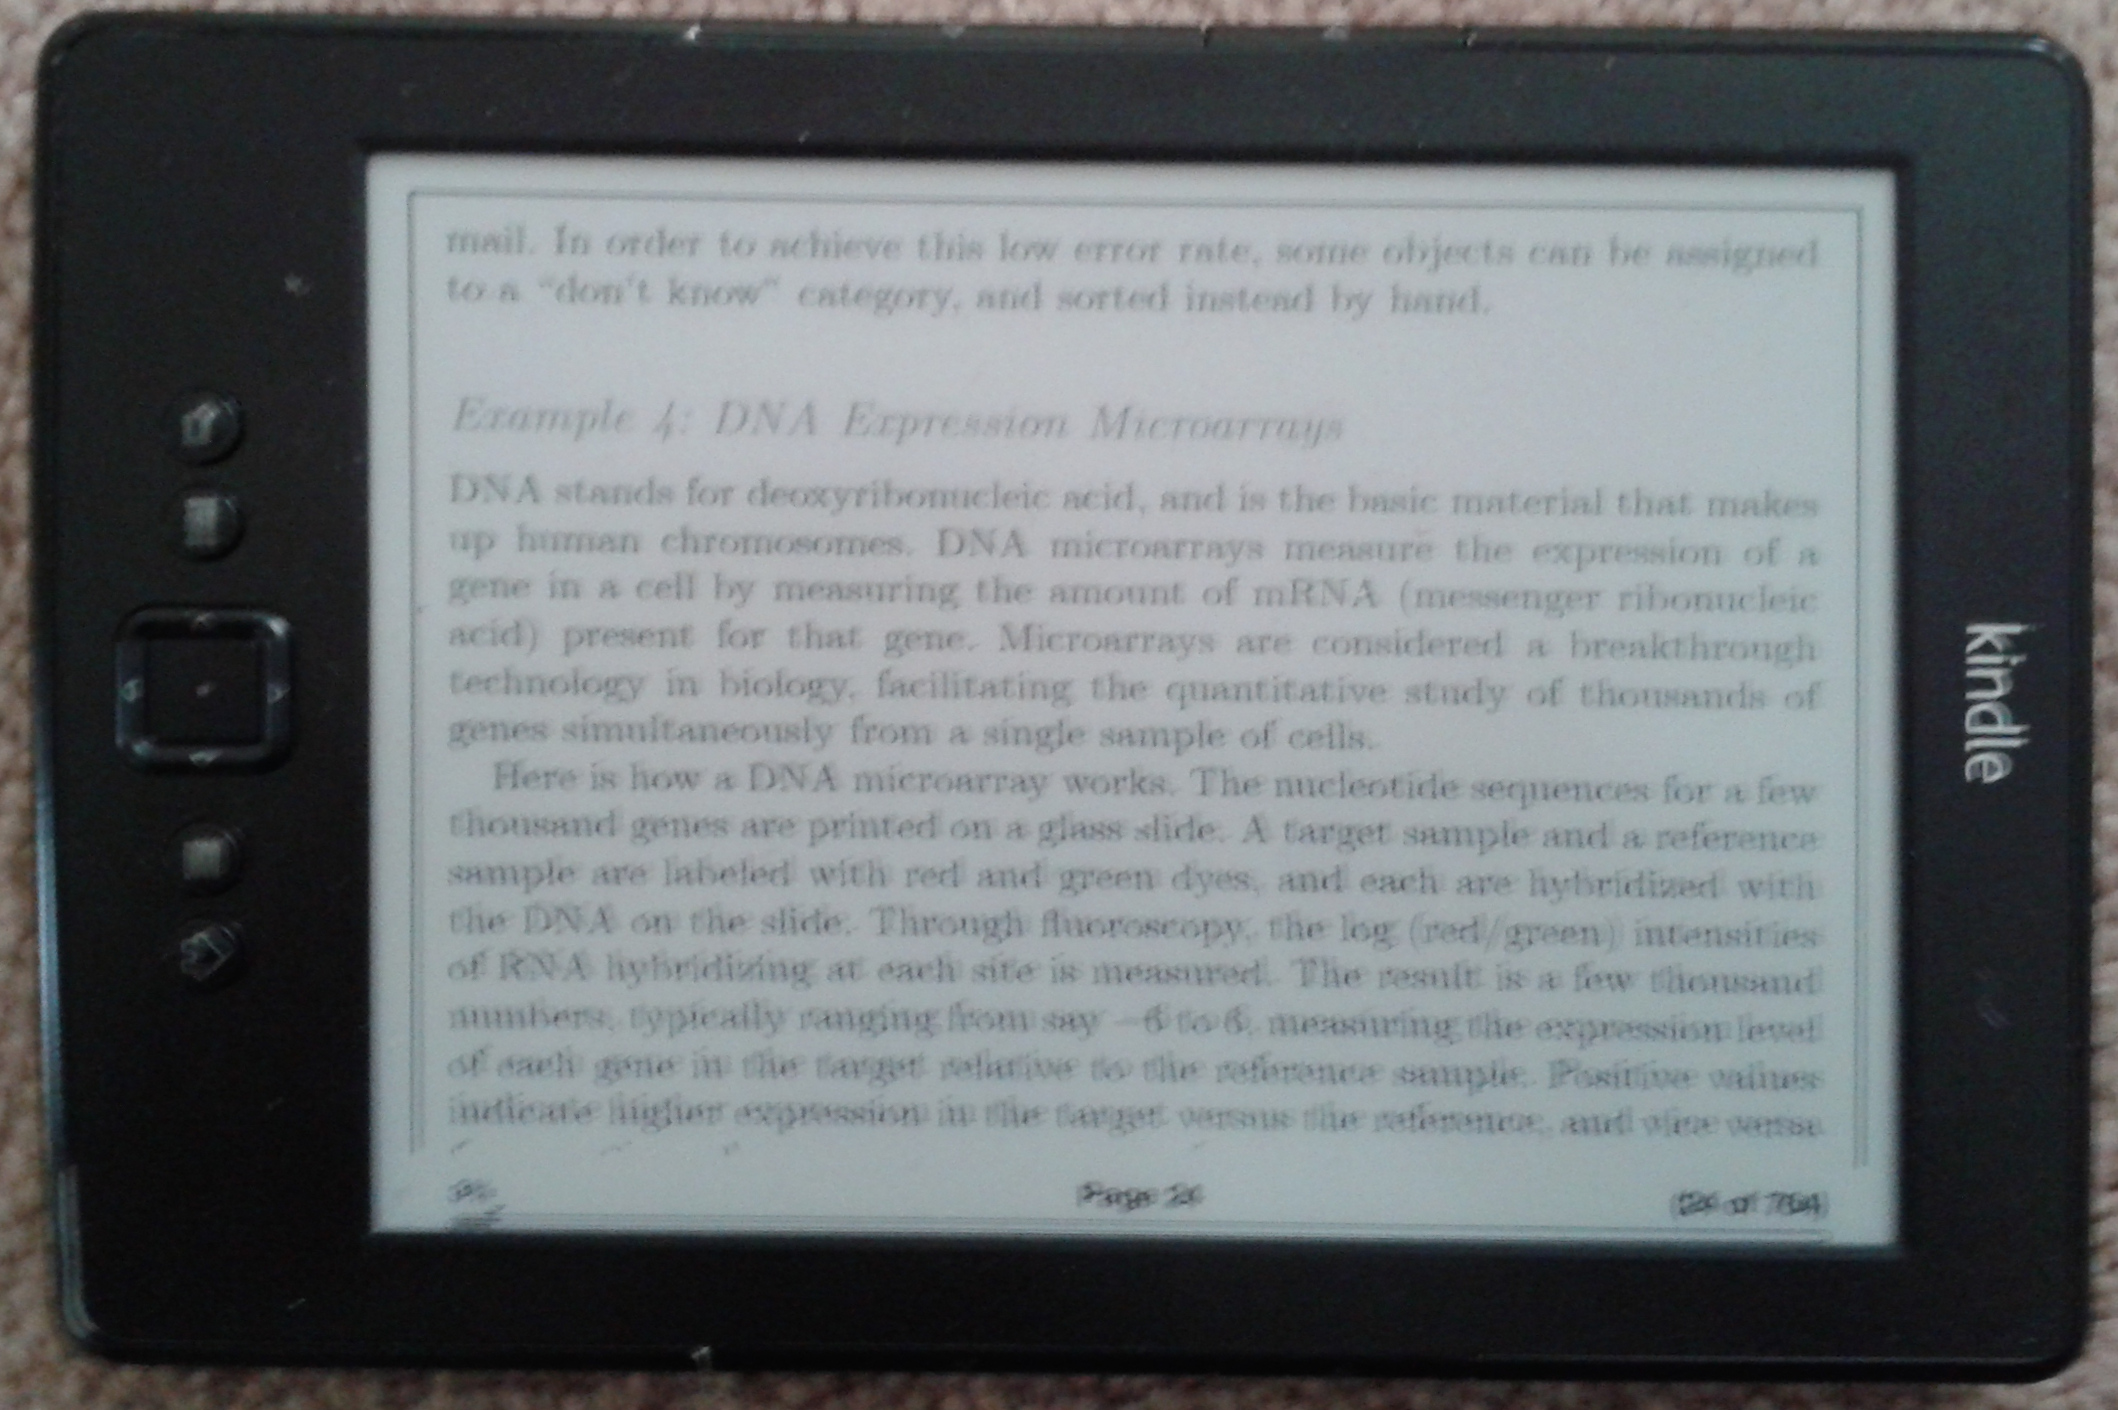 mail. In order to achieve this low error rate, some objects can be assigned
to a “don't know” category, and sorted instead by hand.
Example 4: DNA Expression Microarrays
DNA stands for deoxyribonucleic acid, and is the basic material that makes
up human chromosomes. DNA microarrays measure the expression of a
gene in a cell by measuring the amount of mRNA (messenger ribonucleic
acid) present for that gene. Microarrays are considered a breakthrough
technology in biology, facilitating the quantitative study of thousands of
genes simultaneously from a single sample of cells.
Here is how a DNA microarray works. The nucleotide sequences for a few
thousand genes are printed on a glass slide. A target sample and a reference
sample are labeled with red and green dyes, and each are hybridized with
the DNA on the slide. Through fluoroscopy, the log (red/green) intensities
of RNA hybridizing at each site is measured. The result is a few thousand
numbers, typically ranging from say −6 to 6, measuring the expression level
of each gene in the target relative to the reference sample. Positive values
indicate higher expression in the target versus the reference, and vice versa
Page
of
kindle